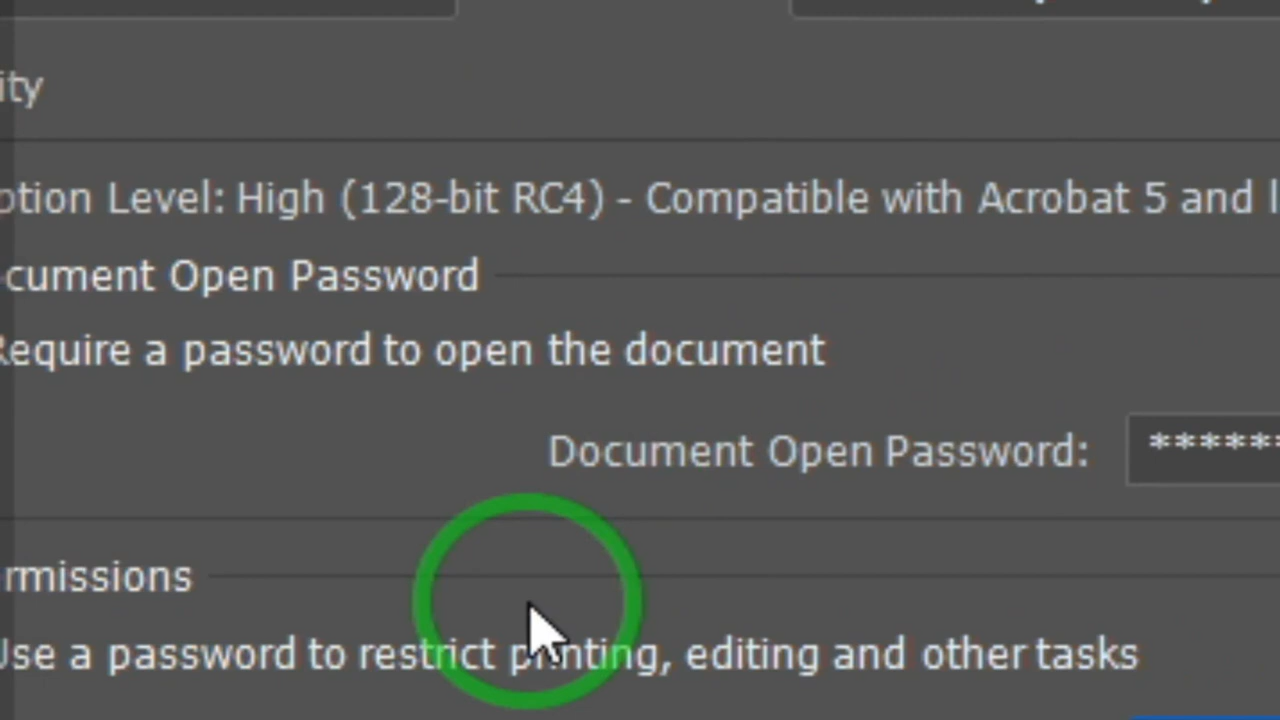 ity
ption Level: High (128-bit RC4) - Compatible with Acrobat 5 and l
cument Open Password
Require a password to open the document
Document Open Password: ******
rmissions
Use a password to restrict printing, editing and other tasks